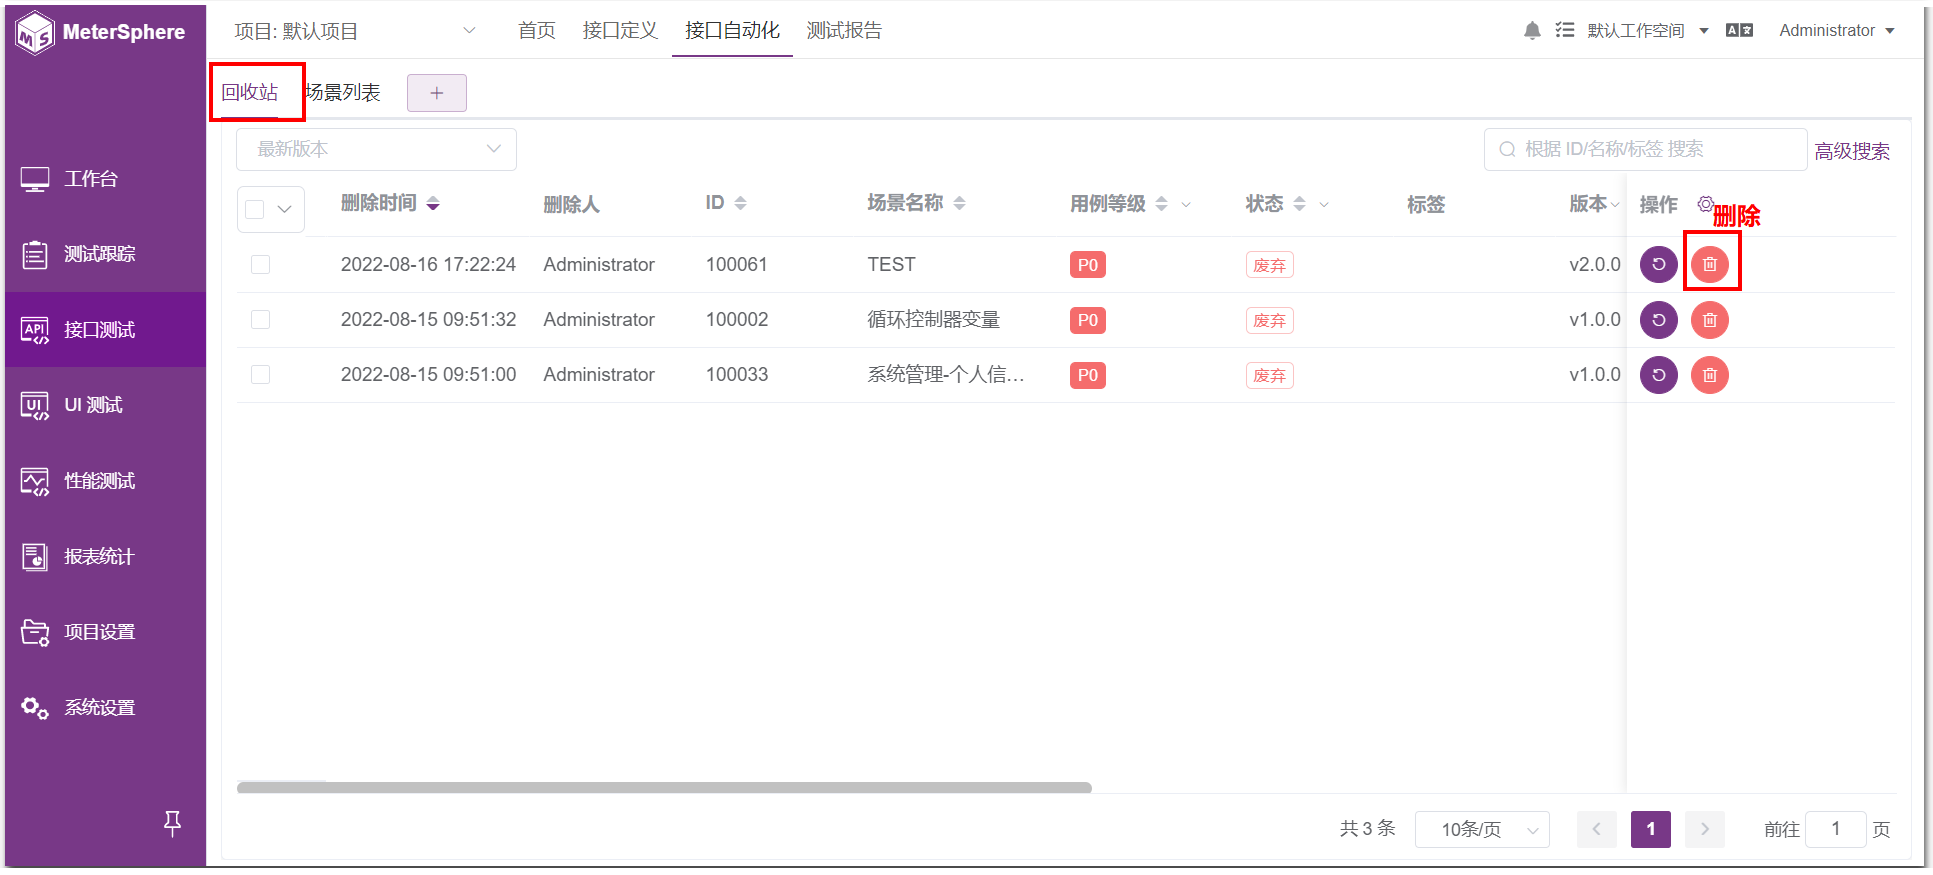 MeterSphere
项目: 默认项目
首页
接口定义
接口自动化
测试报告
默认工作空间
Administrator
回收站
场景列表
+
最新版本
根据 ID/名称/标签 搜索
高级搜索
删除时间 删除人 ID 场景名称 用例等级 状态 标签 版本 操作
删除
2022-08-16 17:22:24 Administrator 100061 TEST P0 废弃 v2.0.0
2022-08-15 09:51:32 Administrator 100002 循环控制器变量 P0 废弃 v1.0.0
2022-08-15 09:51:00 Administrator 100033 系统管理-个人信... P0 废弃 v1.0.0
工作台
测试跟踪
API 接口测试
UI UI 测试
性能测试
报表统计
项目设置
系统设置
共 3 条 10条/页 1 前往 1 页